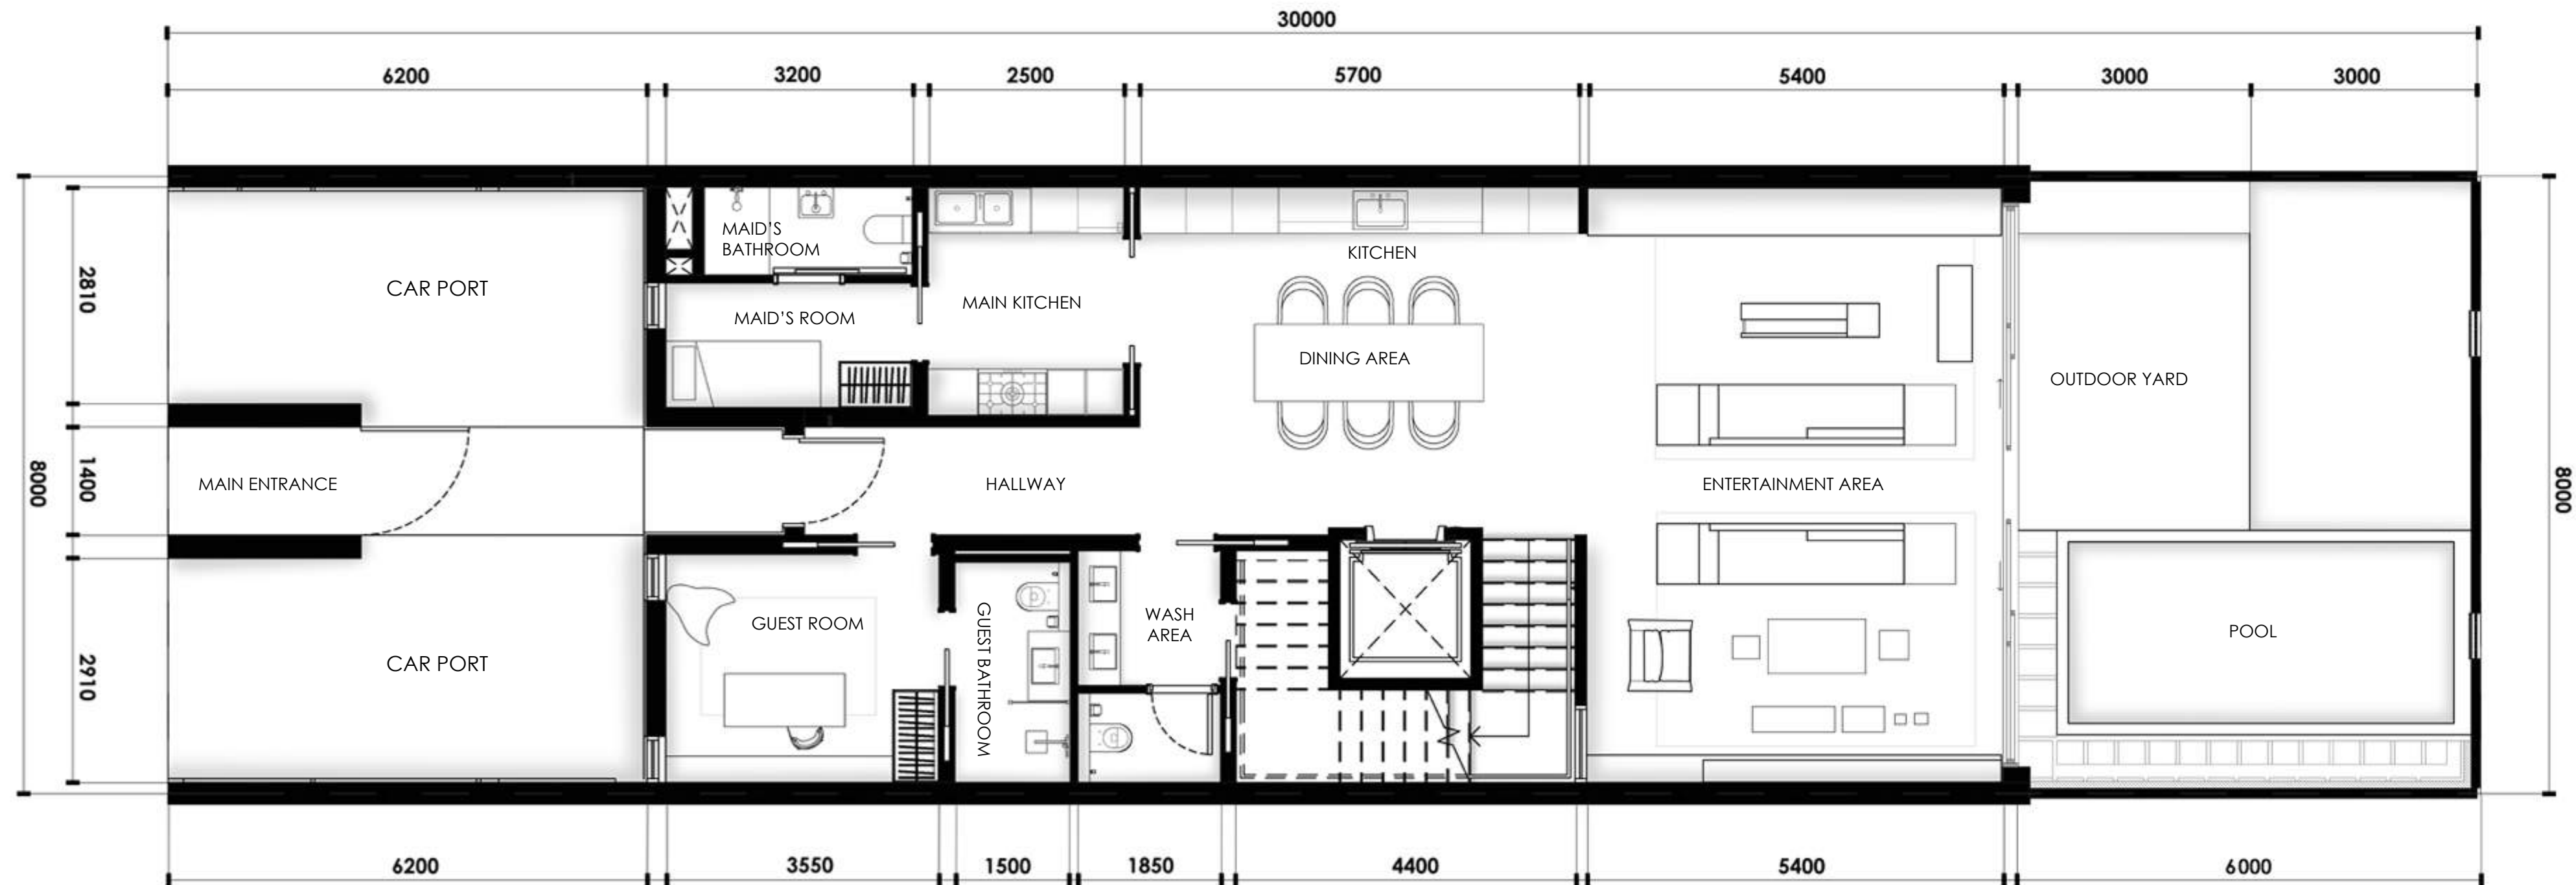 30000
6200
3200
2500
5700
5400
3000
3000
MAID'S
BATHROOM
KITCHEN
CAR PORT
MAIN KITCHEN
MAID'S ROOM
DINING AREA
OUTDOOR YARD
2810
1400
8000
2910
MAIN ENTRANCE
HALLWAY
ENTERTAINMENT AREA
8000
GUEST ROOM
GUEST BATHROOM
WASH
AREA
POOL
CAR PORT
6200
3550
1500
1850
4400
5400
6000